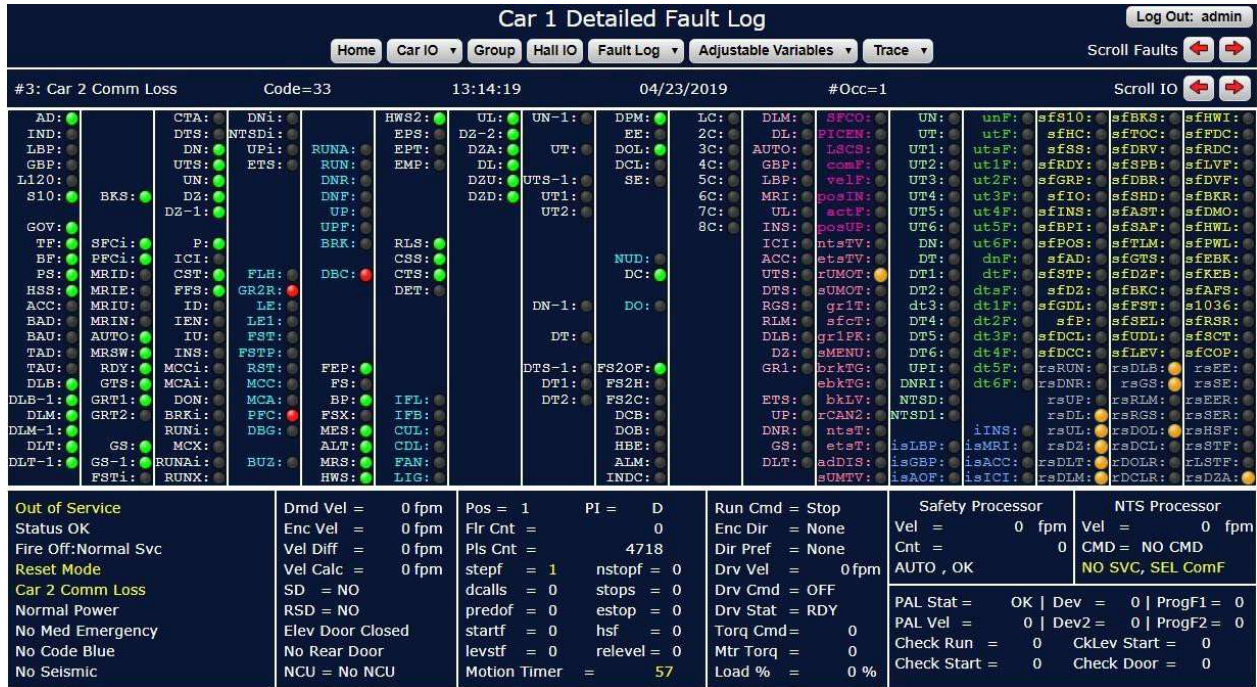 Car 1 Detailed Fault Log
Log Out: admin
Home Car IO Group Hall IO Fault Log Adjustable Variables Trace
Scroll Faults
#3: Car 2 Comm Loss Code=33 13:14:19 04/23/2019 #Occ=1 Scroll IO
AD: CTA: DNi: HWS2: UL: UN-1: DPM: LC: DLM: SFCO: UN: unF: sfS10: sfBKS: sfHWI:
IND: DTS: NTSDi: EPS: DZ-2: EE: 2C: DL: PICEN: UT: utF: sfHC: sfTOC: sfFDC:
LBP: DN: UPi: RUNA: EPT: DZA: UT: DOL: 3C: AUTO: LSCS: UT1: utsF: sfSS: sfDRV: sfRDC:
GBP: UTS: ETS: RUN: EMP: DL: DCL: 4C: GBP: comF: UT2: ut1F: sfRDY: sfSPB: sfLVF:
L120: UN: DNR: DZU: UTS-1: SE: 5C: LBP: velF: UT3: ut2F: sfGRP: sfDBR: sfDVF:
S10: BKS: DZ: DNF: DZD: UT1: 6C: MRI: posIN: UT4: ut3F: sfIO: sfSHD: sfBKR:
DZ-1: UP: UT2: 7C: UL: actF: UT5: ut4F: sfINS: sfAST: sfDMO:
GOV: UPF: 8C: INS: posUP: UT6: ut5F: sfBPI: sfSAF: sfHWL:
TF: SFCi: P: BRK: RLS: ICI: ntsTV: DN: ut6F: sfPOS: sfTLM: sfPWL:
BF: PFCi: ICI: CSS: NUD: ACC: etsTV: DT: dnF: sfAD: sfGTS: sfEBK:
PS: MRID: CST: FLH: DBC: CTS: DC: UTS: rUMOT: DT1: dtF: sfSTP: sfDZF: sfKEB:
HSS: MRIE: FFS: GR2R: DET: DTS: sUMOT: DT2: dtsF: sfDZ: sfBKC: sfAFS:
ACC: MRIU: ID: LE: DN-1: DO: RGS: gr1T: dt3: dt1F: sfGDL: sfFST: s1036:
BAD: MRIN: IEN: LE1: RLM: sfcT: DT4: dt2F: sfP: sfSEL: sfRSR:
BAU: AUTO: IU: FST: DT: DLB: gr1PK: DT5: dt3F: sfDCL: sfUDL: sfSCT:
TAD: MRSW: INS: FSTP: DZ: sMENU: DT6: dt4F: sfDCC: sfLEV: sfCOP:
TAU: RDY: MCCi: RST: FEP: DTS-1: FS2OF: GR1: brkTG: UPI: dt5F: rsRUN: rsDLB: rsEE:
DLB: GTS: MCAi: MCC: FS: DT1: FS2H: ebkTG: DNRI: dt6F: rsDNR: rsGS: rsSE:
DLB-1: GRT1: DON: MCA: BP: IFL: DT2: FS2C: ETS: bkLV: NTSD: rsUP: rsRLM: rsEER:
DLM: GRT2: BRKi: PFC: FSX: IFB: DCB: UP: rCAN2: NTSD1: rsDL: rsRGS: rsSER:
DLM-1: RUNi: DBG: MES: CUL: DOB: DNR: ntsT: iINS: rsUL: rsDOL: rsHSF:
DLT: GS: MCX: ALT: CDL: HBE: GS: etsT: isLBP: isMRI: rsDZ: rsDCL: rsSTF:
DLT-1: GS-1: RUNAi: BUZ: MRS: FAN: ALM: DLT: adDIS: isGBP: isACC: rsDLT: rDOLR: rLSTF:
FSTi: RUNX: HWS: LIG: INDC: sUMTV: isAOF: isICI: rsDLM: rDCLR: rsDZA:
Out of Service
Status OK
Fire Off:Normal Svc
Reset Mode
Car 2 Comm Loss
Normal Power
No Med Emergency
No Code Blue
No Seismic
Dmd Vel = 0 fpm
Enc Vel = 0 fpm
Vel Diff = 0 fpm
Vel Calc = 0 fpm
SD = NO
RSD = NO
Elev Door Closed
No Rear Door
NCU = No NCU
Pos = 1 PI = D
Flr Cnt = 0
Pls Cnt = 4718
stepf = 1 nstopf = 0
dcalls = 0 stops = 0
predof = 0 estop = 0
startf = 0 hsf = 0
levstf = 0 relevel = 0
Motion Timer = 57
Run Cmd = Stop
Enc Dir = None
Dir Pref = None
Drv Vel = 0 fpm
Drv Cmd = OFF
Drv Stat = RDY
Torq Cmd= 0
Mtr Torq = 0
Load % = 0 %
Safety Processor
Vel = 0 fpm
Cnt = 0
AUTO , OK
NTS Processor
Vel = 0 fpm
CMD = NO CMD
NO SVC, SEL ComF
PAL Stat = OK | Dev = 0 | ProgF1 = 0
PAL Vel = 0 | Dev2 = 0 | ProgF2 = 0
Check Run = 0 CkLev Start = 0
Check Start = 0 Check Door = 0